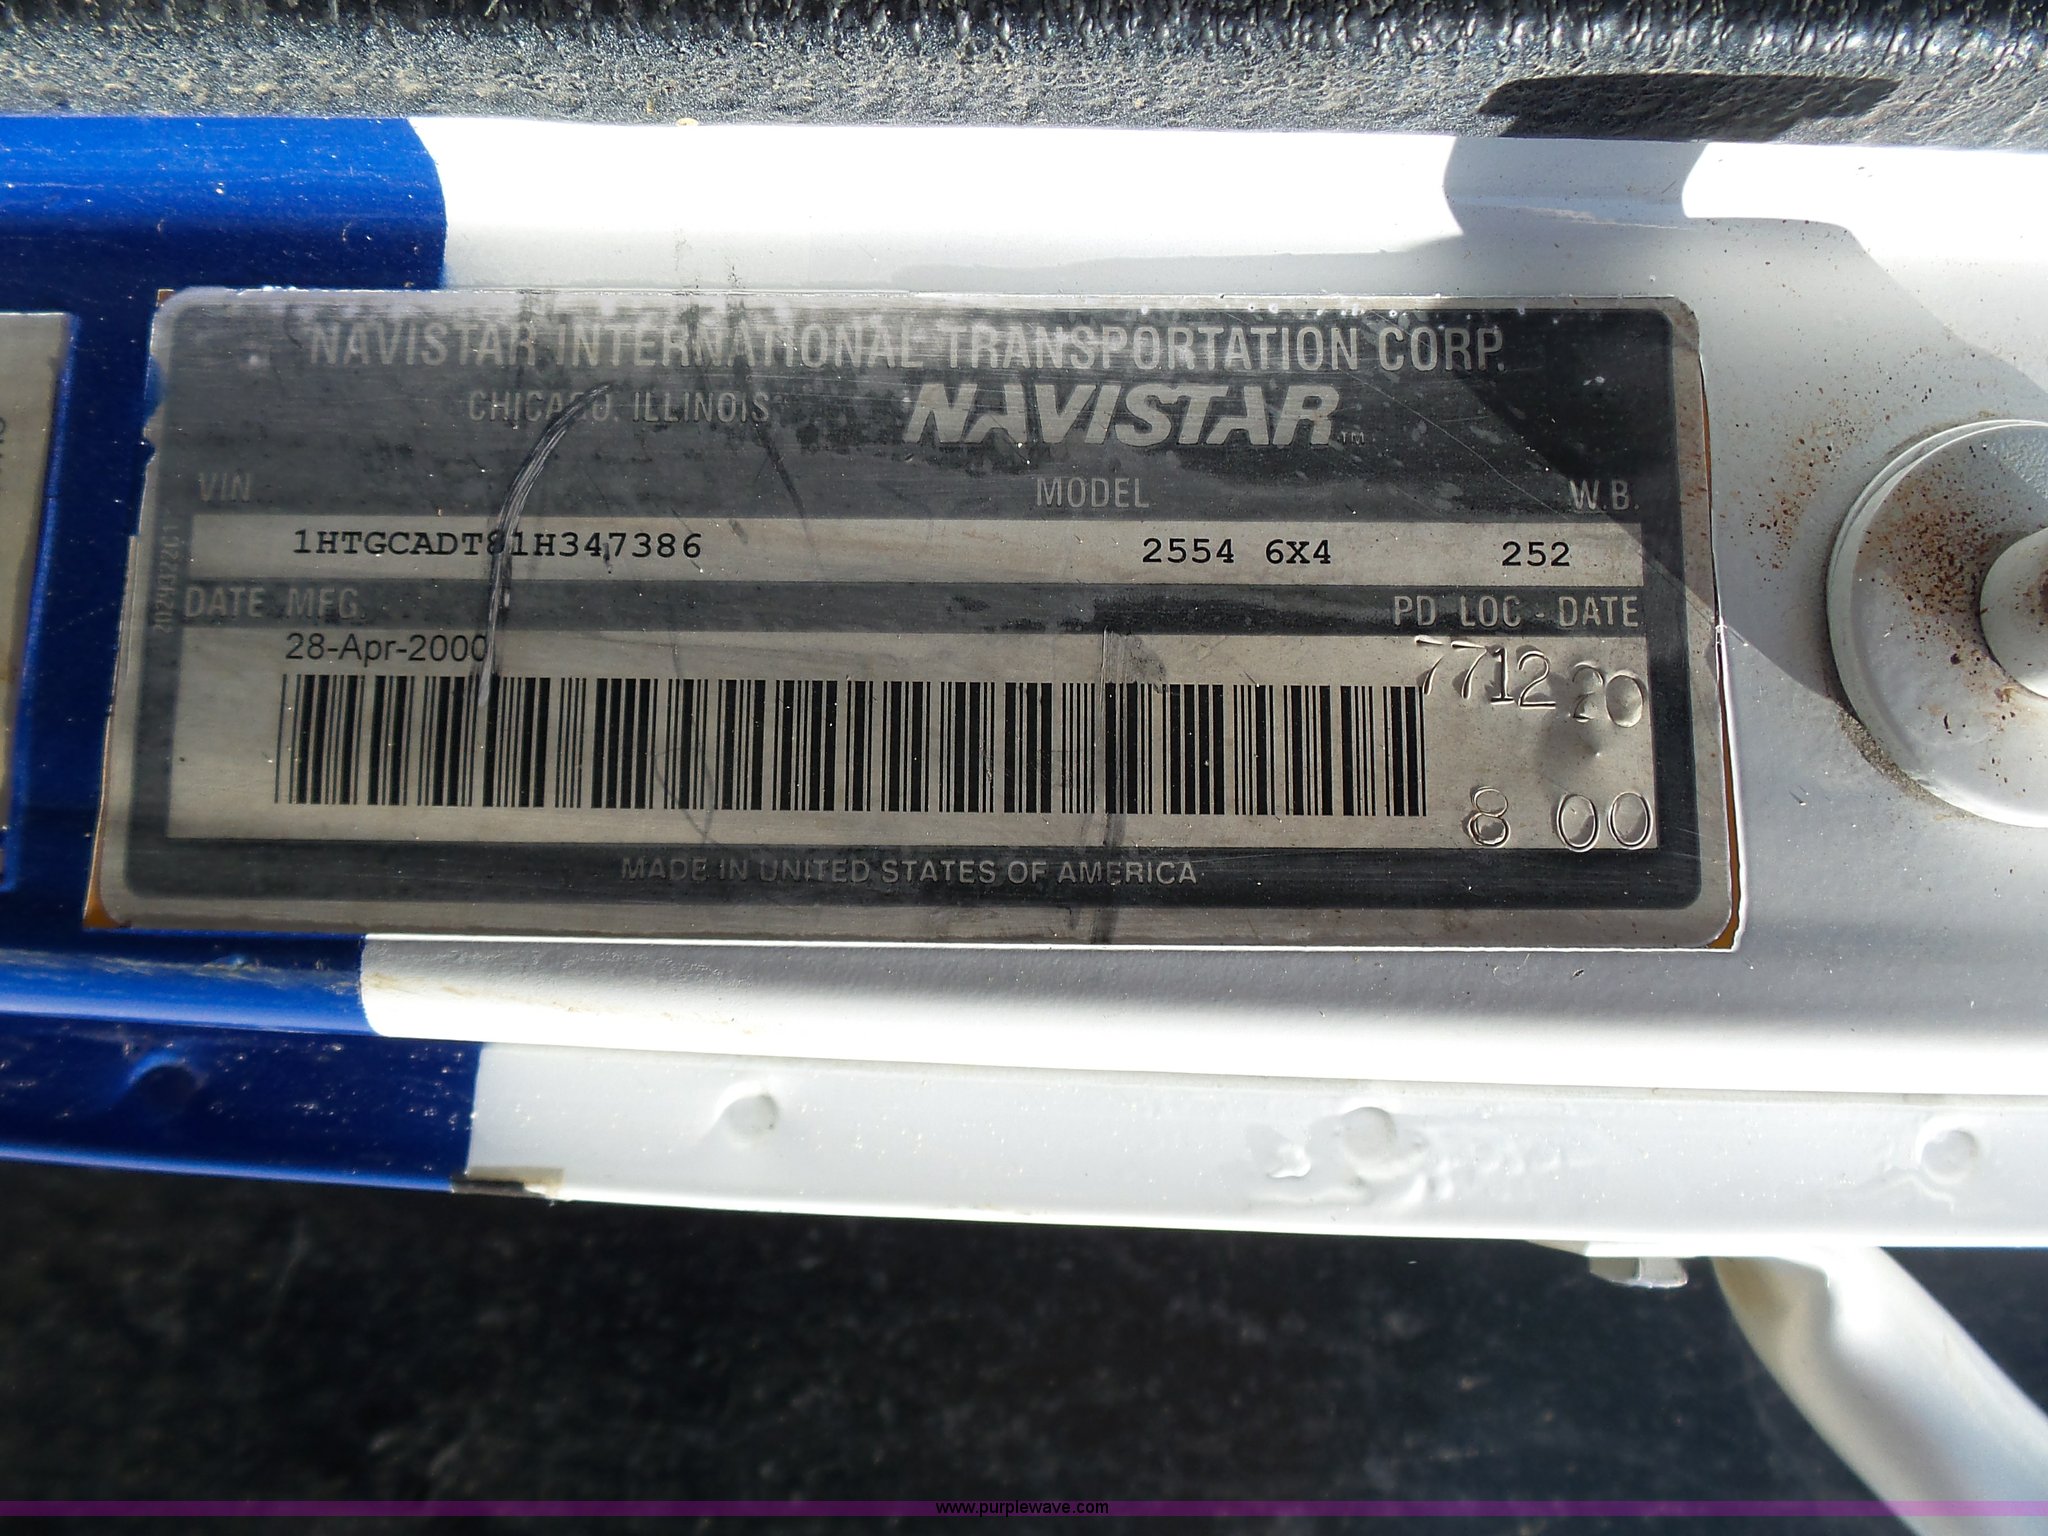 NAVISTAR INTERNATIONAL TRANSPORTATION CORP.
CHICAGO, ILLINOIS NAVISTAR™
VIN MODEL W.B.
1HTGCADT81H347386 2554 6X4 252
DATE MFG. PD LOC - DATE
28-Apr-2000
7712 20
8 00
MADE IN UNITED STATES OF AMERICA
www.purplewave.com